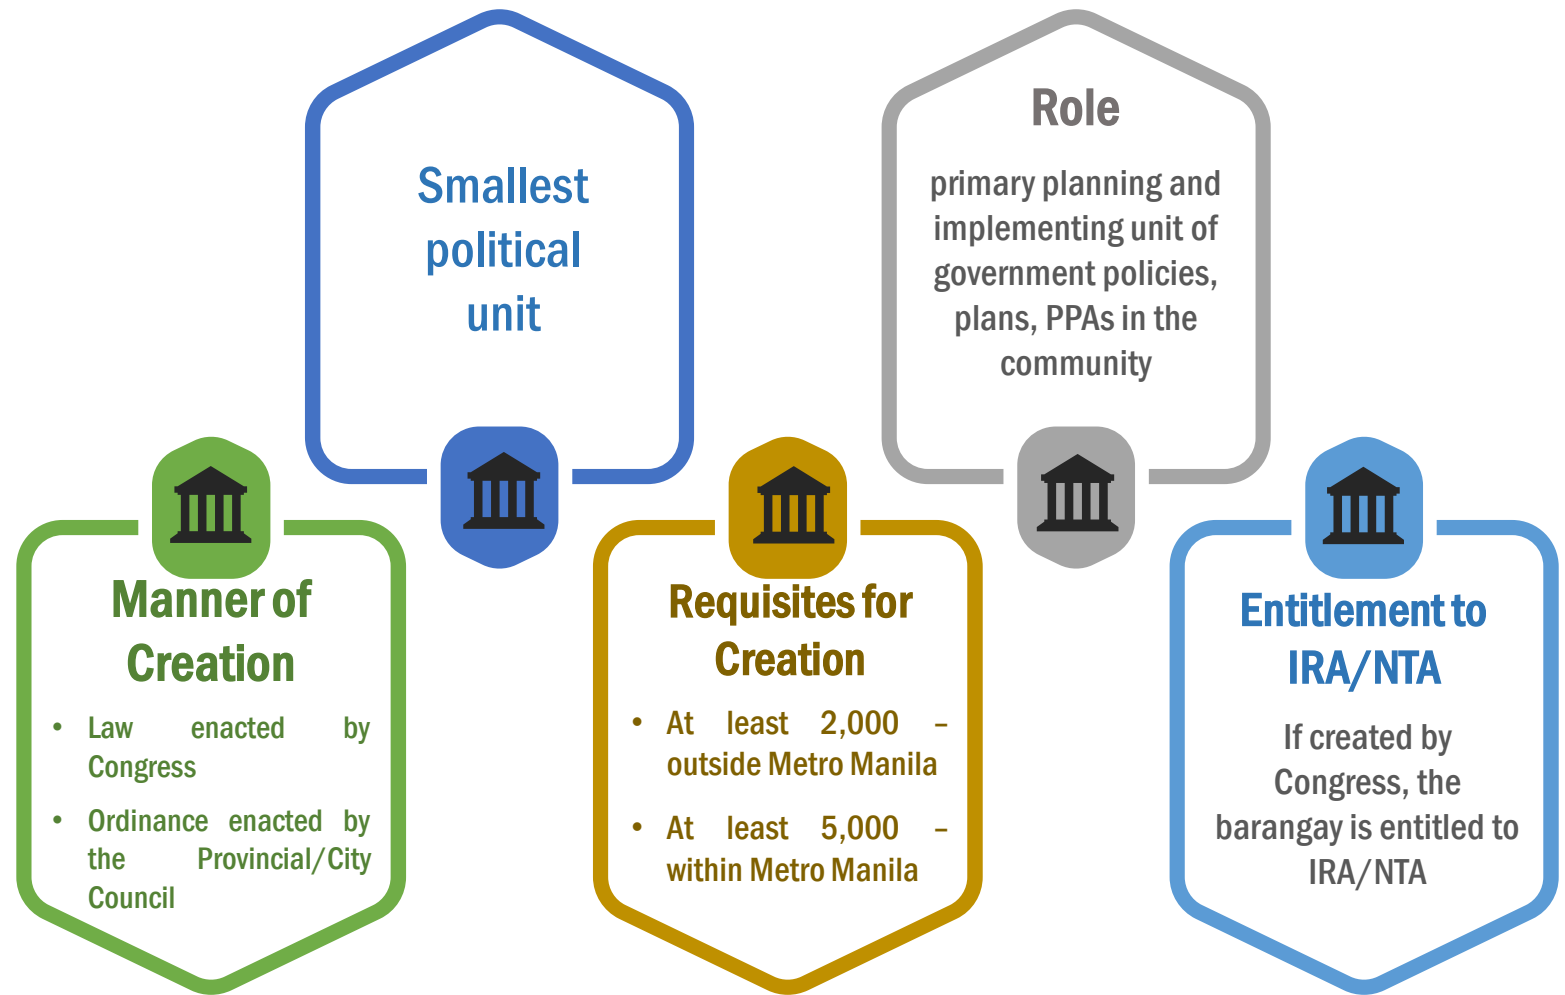 Smallest
political
unit
Role
primary planning and
implementing unit of
government policies,
plans, PPAs in the
community
Manner of
Creation
• Law enacted by
Congress
• Ordinance enacted by
the Provincial/City
Council
Requisites for
Creation
• At least 2,000 –
outside Metro Manila
• At least 5,000 –
within Metro Manila
Entitlement to
IRA/NTA
If created by
Congress, the
barangay is entitled to
IRA/NTA